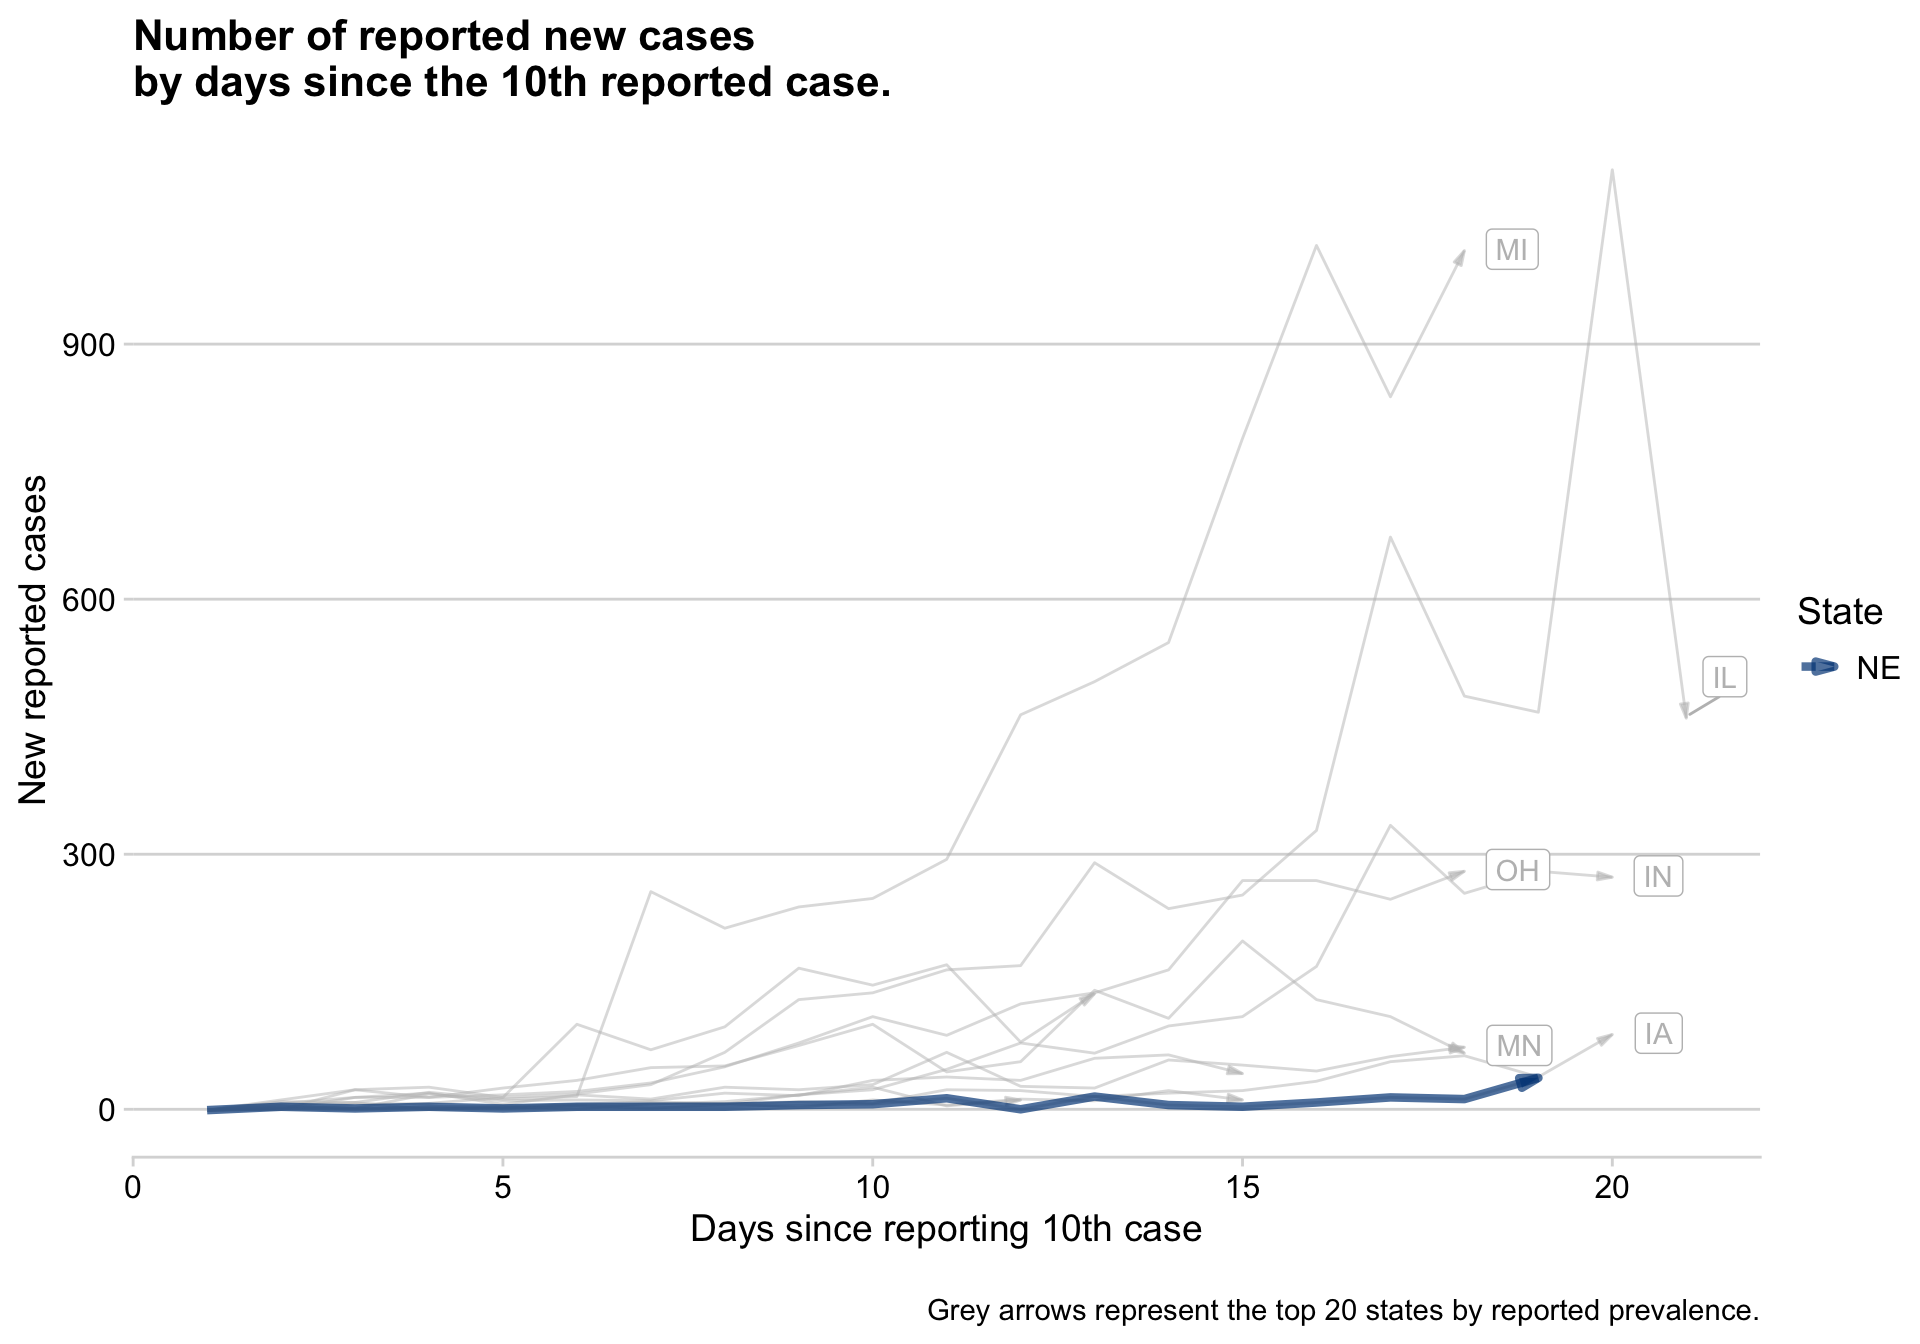 Number of reported new cases
by days since the 10th reported case.
MI
900
600
State
NE
IL
New reported cases
300
OH
IN
MN
IA
0
0
5
10
15
20
Days since reporting 10th case
Grey arrows represent the top 20 states by reported prevalence.